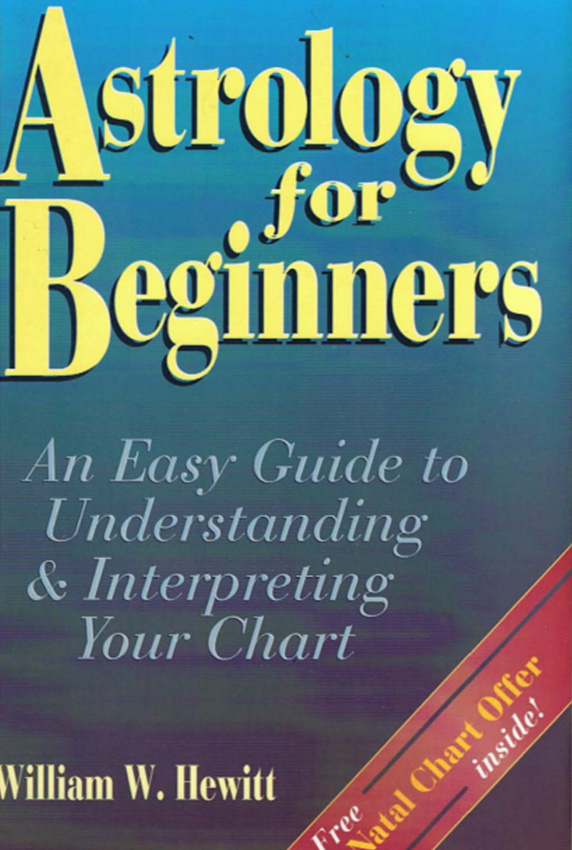 Astrology
for
Beginners
An Easy Guide to
Understanding
& Interpreting
Your Chart
William W. Hewitt
Free
Natal Chart Offer
inside!